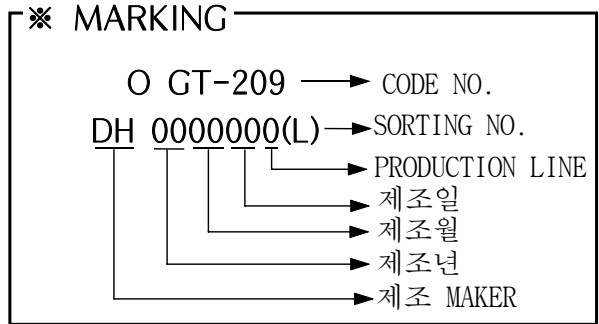 ※ MARKING
O GT-209 CODE NO.
DH 0000000(L) SORTING NO.
PRODUCTION LINE
제조일
제조월
제조년
제조 MAKER